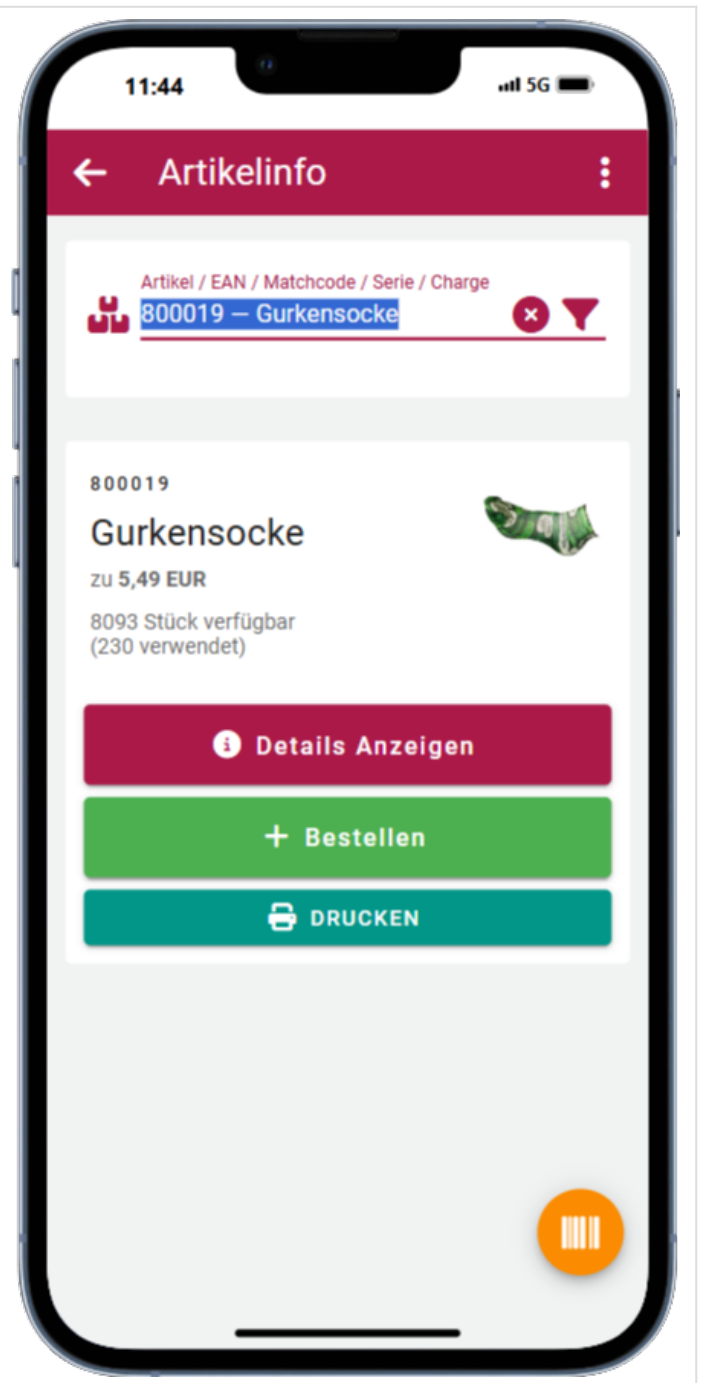 11:44
5G
Artikelinfo
Artikel / EAN / Matchcode / Serie / Charge
800019 — Gurkensocke
800019
Gurkensocke
zu 5,49 EUR
8093 Stück verfügbar
(230 verwendet)
Details Anzeigen
Bestellen
DRUCKEN